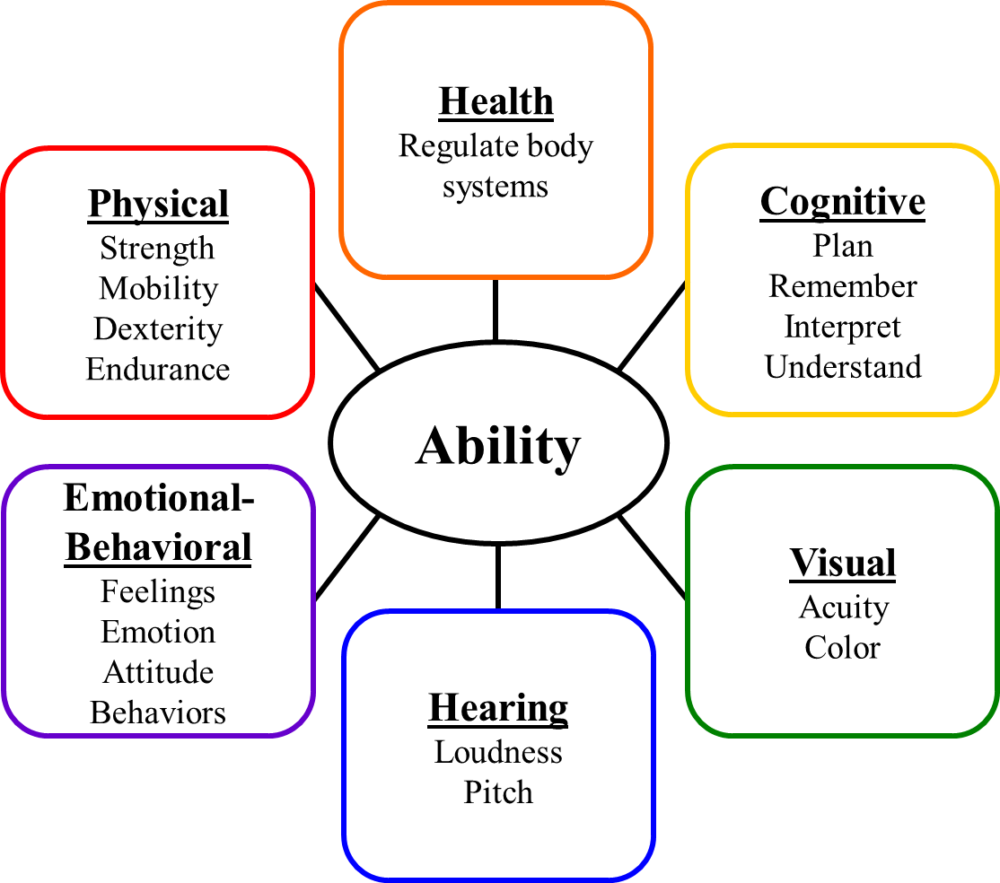 Health
Regulate body
systems
Physical
Strength
Mobility
Dexterity
Endurance
Cognitive
Plan
Remember
Interpret
Understand
Ability
Emotional-
Behavioral
Feelings
Emotion
Attitude
Behaviors
Visual
Acuity
Color
Hearing
Loudness
Pitch